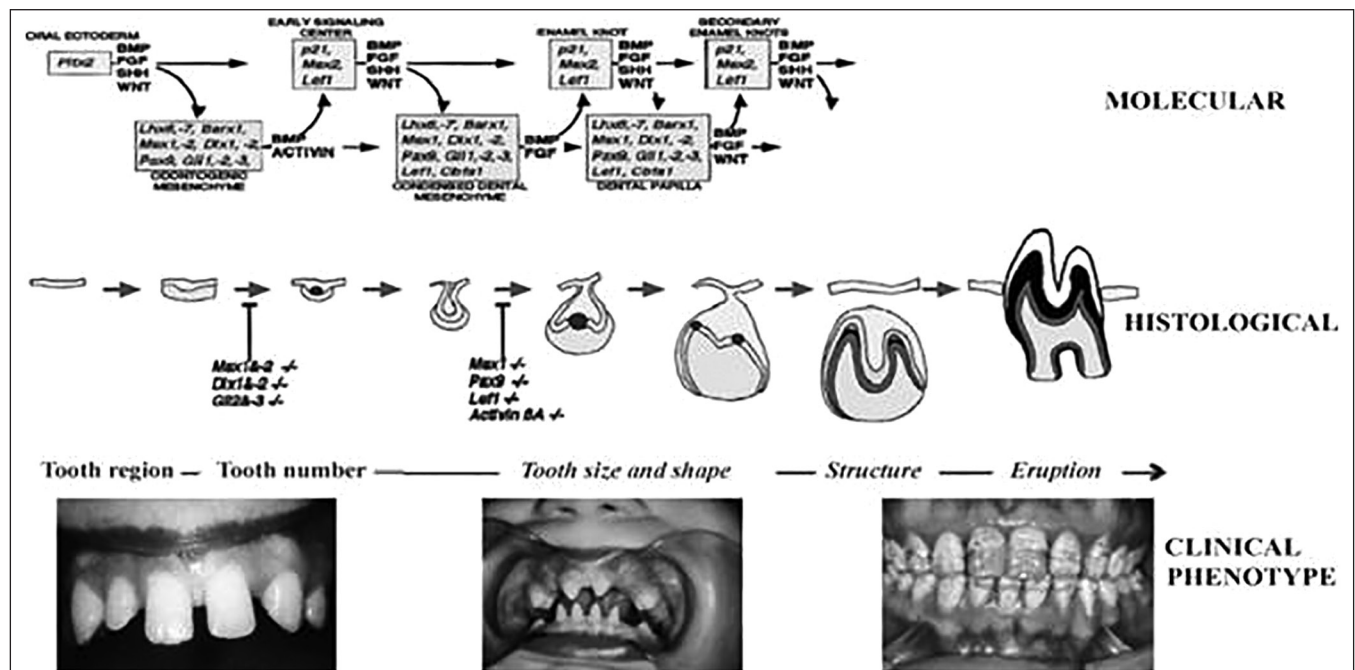 ORAL ECTODERM
Pitx2
BMP
FGF
SHH
WNT
EARLY SIGNALING
CENTER
p21,
Msx2,
Lef1
BMP
FGF
SHH
WNT
ENAMEL KNOT
p21,
Msx2,
Lef1
BMP
FGF
SHH
WNT
SECONDARY
ENAMEL KNOTS
p21,
Msx2,
Lef1
BMP
FGF
SHH
WNT
MOLECULAR
Lhx6,-7, Barx1,
Msx1,-2, Dlx1,-2,
Pax9, Gli1,-2,-3,
ODONTOGENIC
MESENCHYME
BMP
ACTIVIN
Lhx6,-7, Barx1,
Msx1, Dlx1, -2,
Pax9, Gli1,-2,-3,
Lef1, Cbfa1
CONDENSED DENTAL
MESENCHYME
BMP
FGF
Lhx6,-7, Barx1,
Msx1, Dlx1, -2,
Pax9, Gli1,-2,-3,
Lef1, Cbfa1
DENTAL PAPILLA
BMP
FGF
WNT
HISTOLOGICAL
Msx1&-2 -/-
Dlx1&-2 -/-
Gli2&-3 -/-
Msx1 -/-
Pax9 -/-
Lef1 -/-
Activin βA -/-
Tooth region — Tooth number — Tooth size and shape — Structure — Eruption
CLINICAL
PHENOTYPE